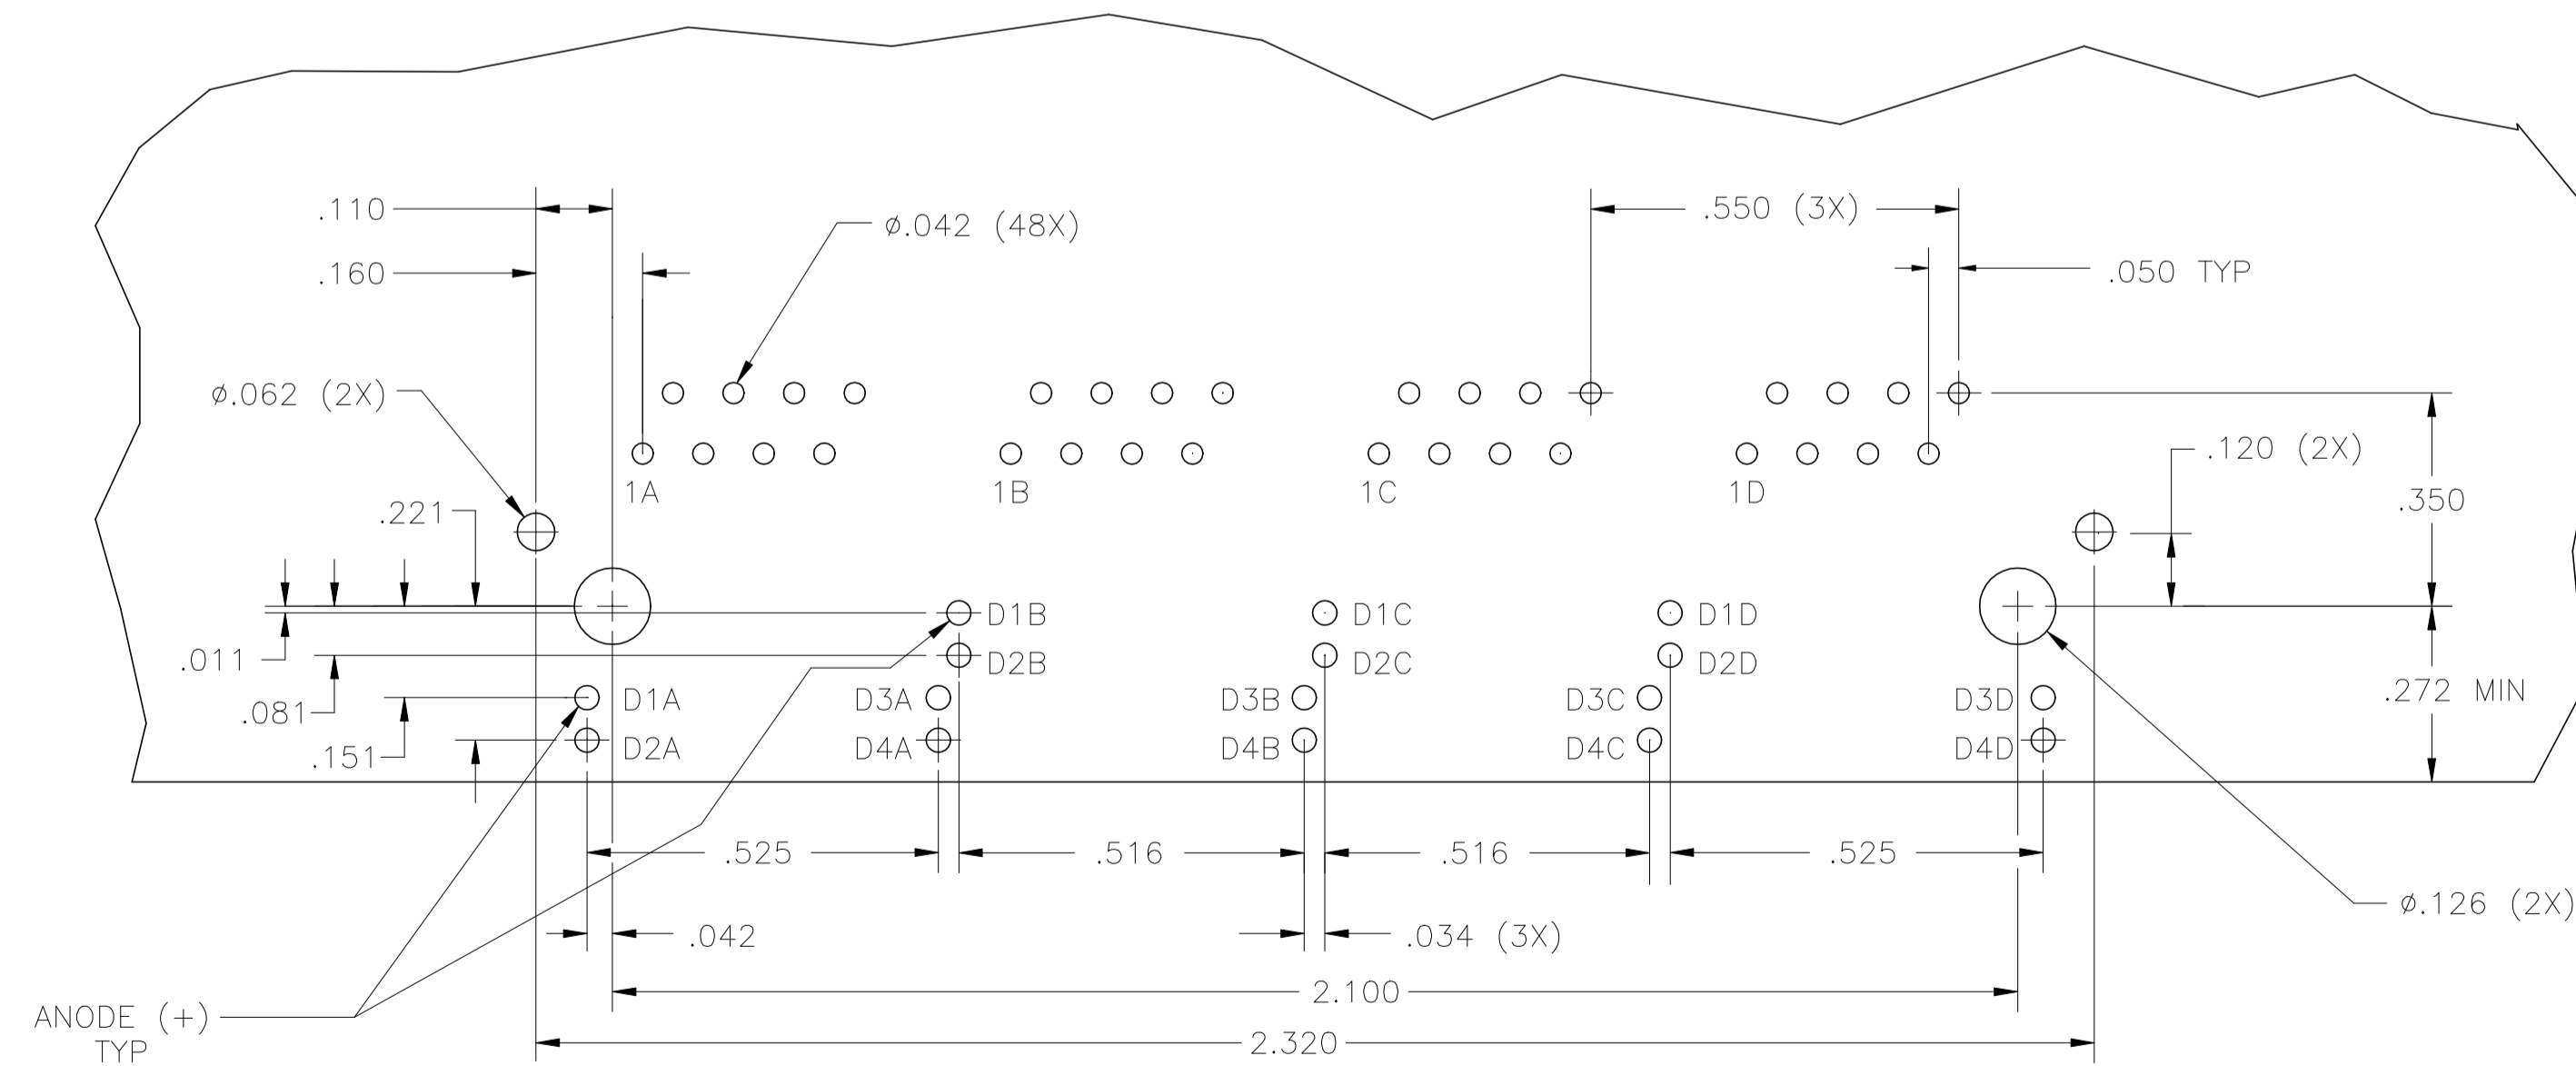 .110
.550 (3X)
ø.042 (48X)
.160
.050 TYP
ø.062 (2X)
.120 (2X)
1A
1B
1C
1D
.350
.221
D1B
D1C
D1D
.011
D2B
D2C
D2D
.272 MIN
D1A
D3A
D3B
D3C
D3D
.081
D2A
D4A
D4B
D4C
D4D
.151
.525
.516
.516
.525
ø.126 (2X)
.042
.034 (3X)
2.100
ANODE (+)
TYP
2.320